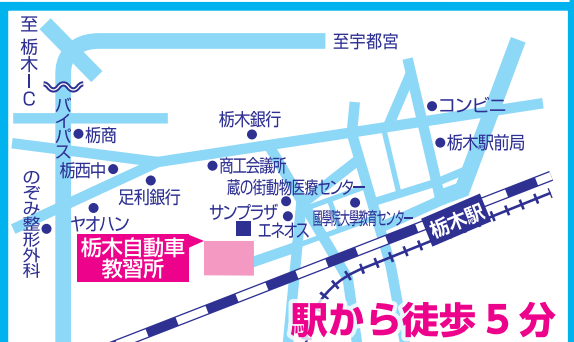 至 栃木IC
至宇都宮
バイパス
栃商
栃木銀行
コンビニ
栃木駅前局
栃西中
足利銀行
商工会議所
蔵の街動物医療センター
のぞみ整形外科
ヤオハン
サンプラザ
エネオス
國學院大學教育センター
栃木駅
栃木自動車
教習所
駅から徒歩5分